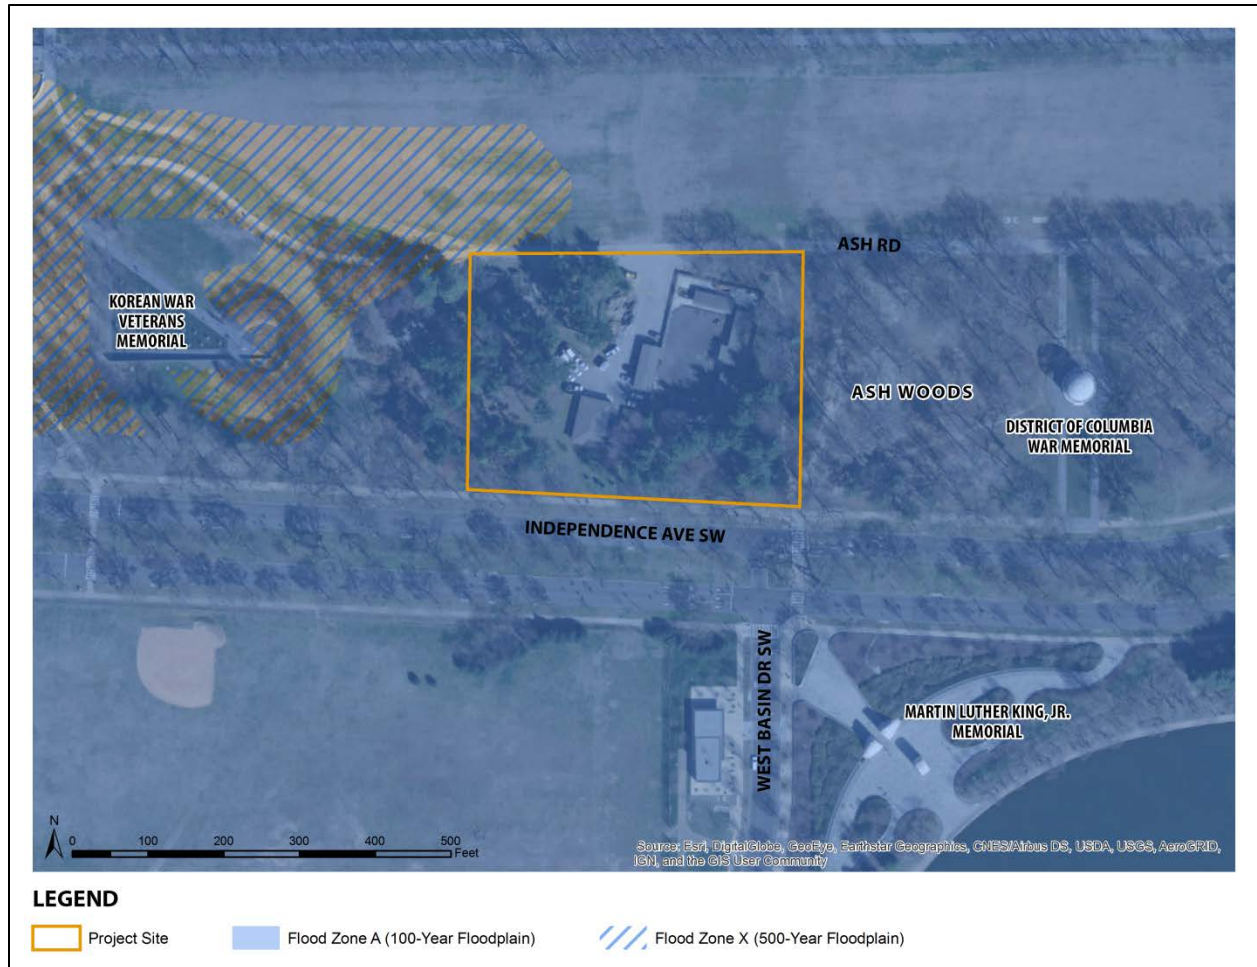 ASH RD
KOREAN WAR
VETERANS
MEMORIAL
ASH WOODS
DISTRICT OF COLUMBIA
WAR MEMORIAL
INDEPENDENCE AVE SW
WEST BASIN DR SW
MARTIN LUTHER KING, JR.
MEMORIAL
N
0 100 200 300 400 500
Feet
Source: Esri, DigitalGlobe, GeoEye, Earthstar Geographics, CNES/Airbus DS, USDA, USGS, AeroGRID,
IGN, and the GIS User Community
LEGEND
Project Site Flood Zone A (100-Year Floodplain) Flood Zone X (500-Year Floodplain)